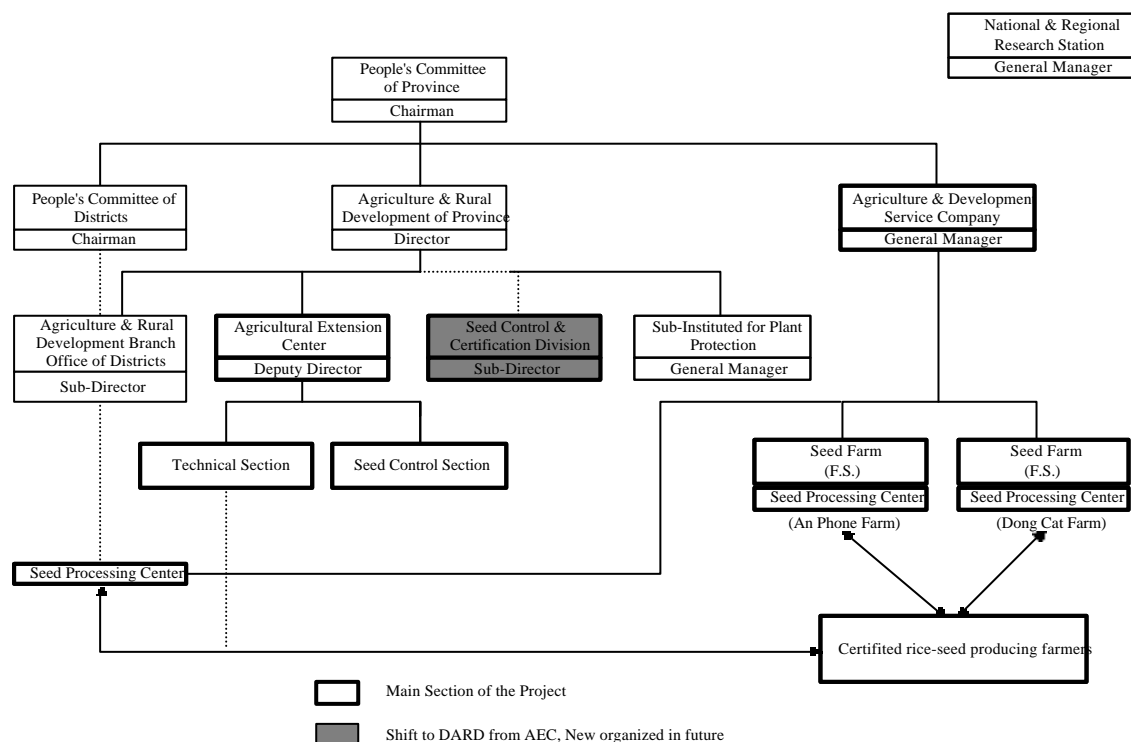 National & Regional
Research Station
General Manager
People's Committee
of Province
Chairman
People's Committee of
Districts
Chairman
Agriculture & Rural
Development of Province
Director
Agriculture & Development
Service Company
General Manager
Agriculture & Rural
Development Branch
Office of Districts
Sub-Director
Agricultural Extension
Center
Deputy Director
Seed Control &
Certification Division
Sub-Director
Sub-Instituted for Plant
Protection
General Manager
Technical Section
Seed Control Section
Seed Farm
(F.S.)
Seed Processing Center
(An Phone Farm)
Seed Farm
(F.S.)
Seed Processing Center
(Dong Cat Farm)
Seed Processing Center
Certifited rice-seed producing farmers
Main Section of the Project
Shift to DARD from AEC, New organized in future